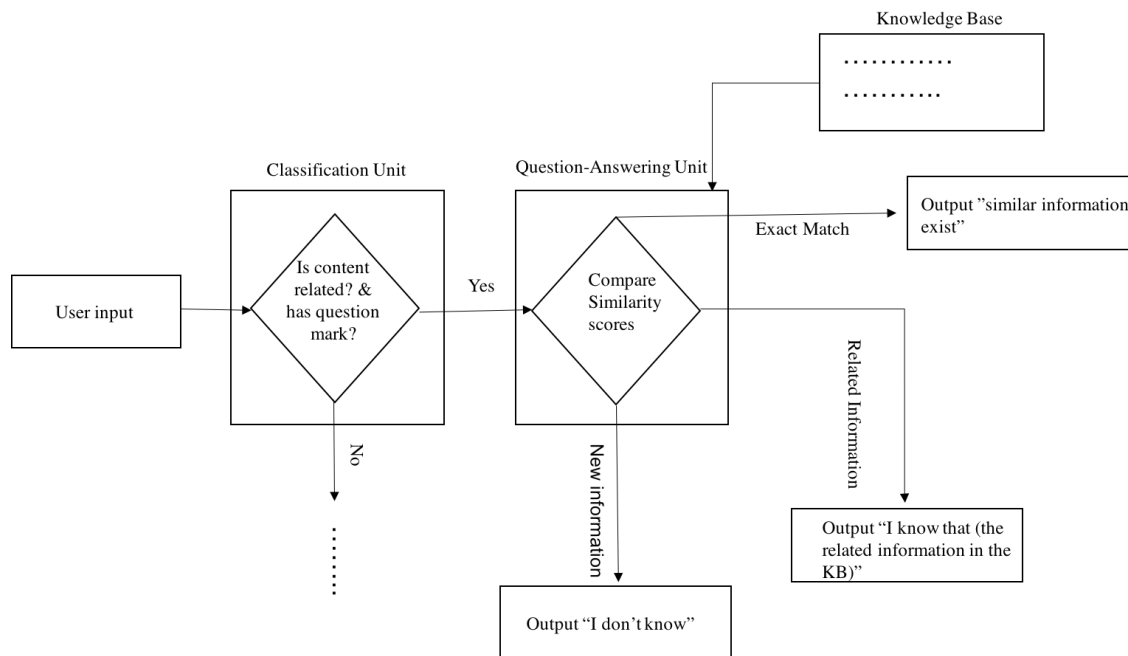 Knowledge Base
............
...........
Classification Unit
Question-Answering Unit
Output ”similar information
exist”
Exact Match
Is content
related? &
has question
mark?
Yes
Compare
Similarity
scores
User input
Related Information
No
New information
Output “I know that (the
related information in the
KB)”
........
Output “I don’t know”